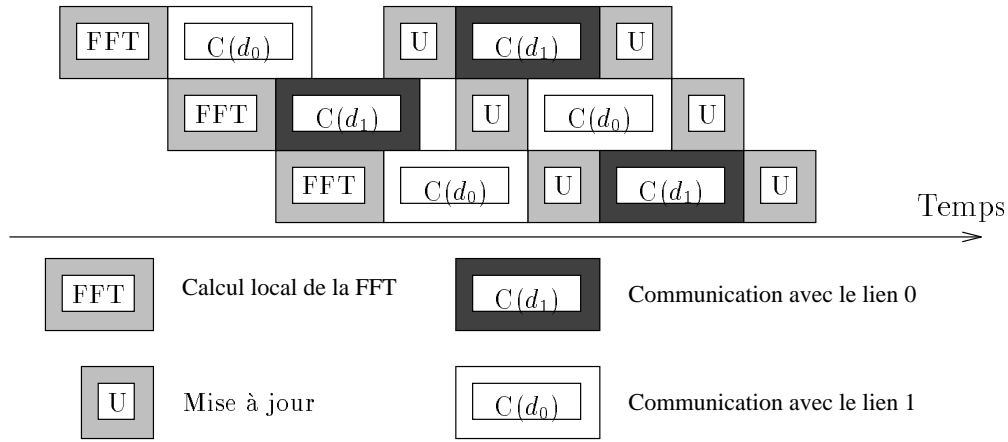 FFT C(d₀) U C(d₁) U
FFT C(d₁) U C(d₀) U
FFT C(d₀) U C(d₁) U
Temps
FFT Calcul local de la FFT C(d₁) Communication avec le lien 0
U Mise à jour C(d₀) Communication avec le lien 1